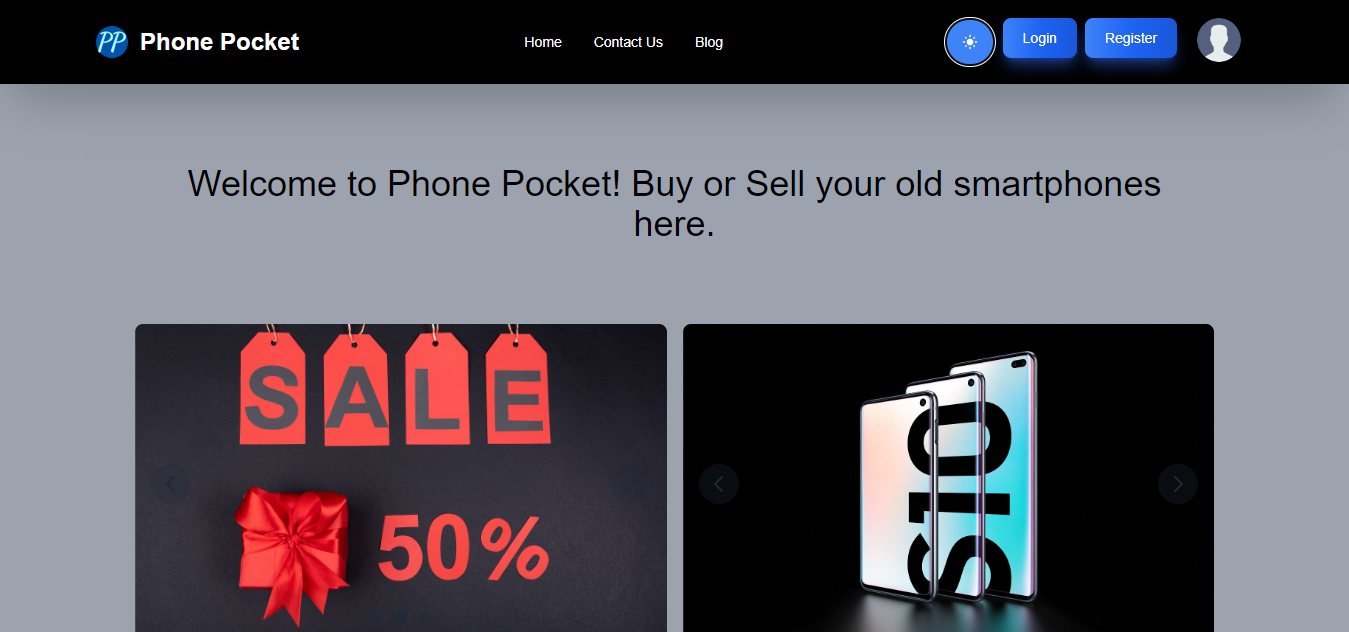 PP Phone Pocket
Home Contact Us Blog
Login Register
Welcome to Phone Pocket! Buy or Sell your old smartphones
here.
SALE
50%
S10